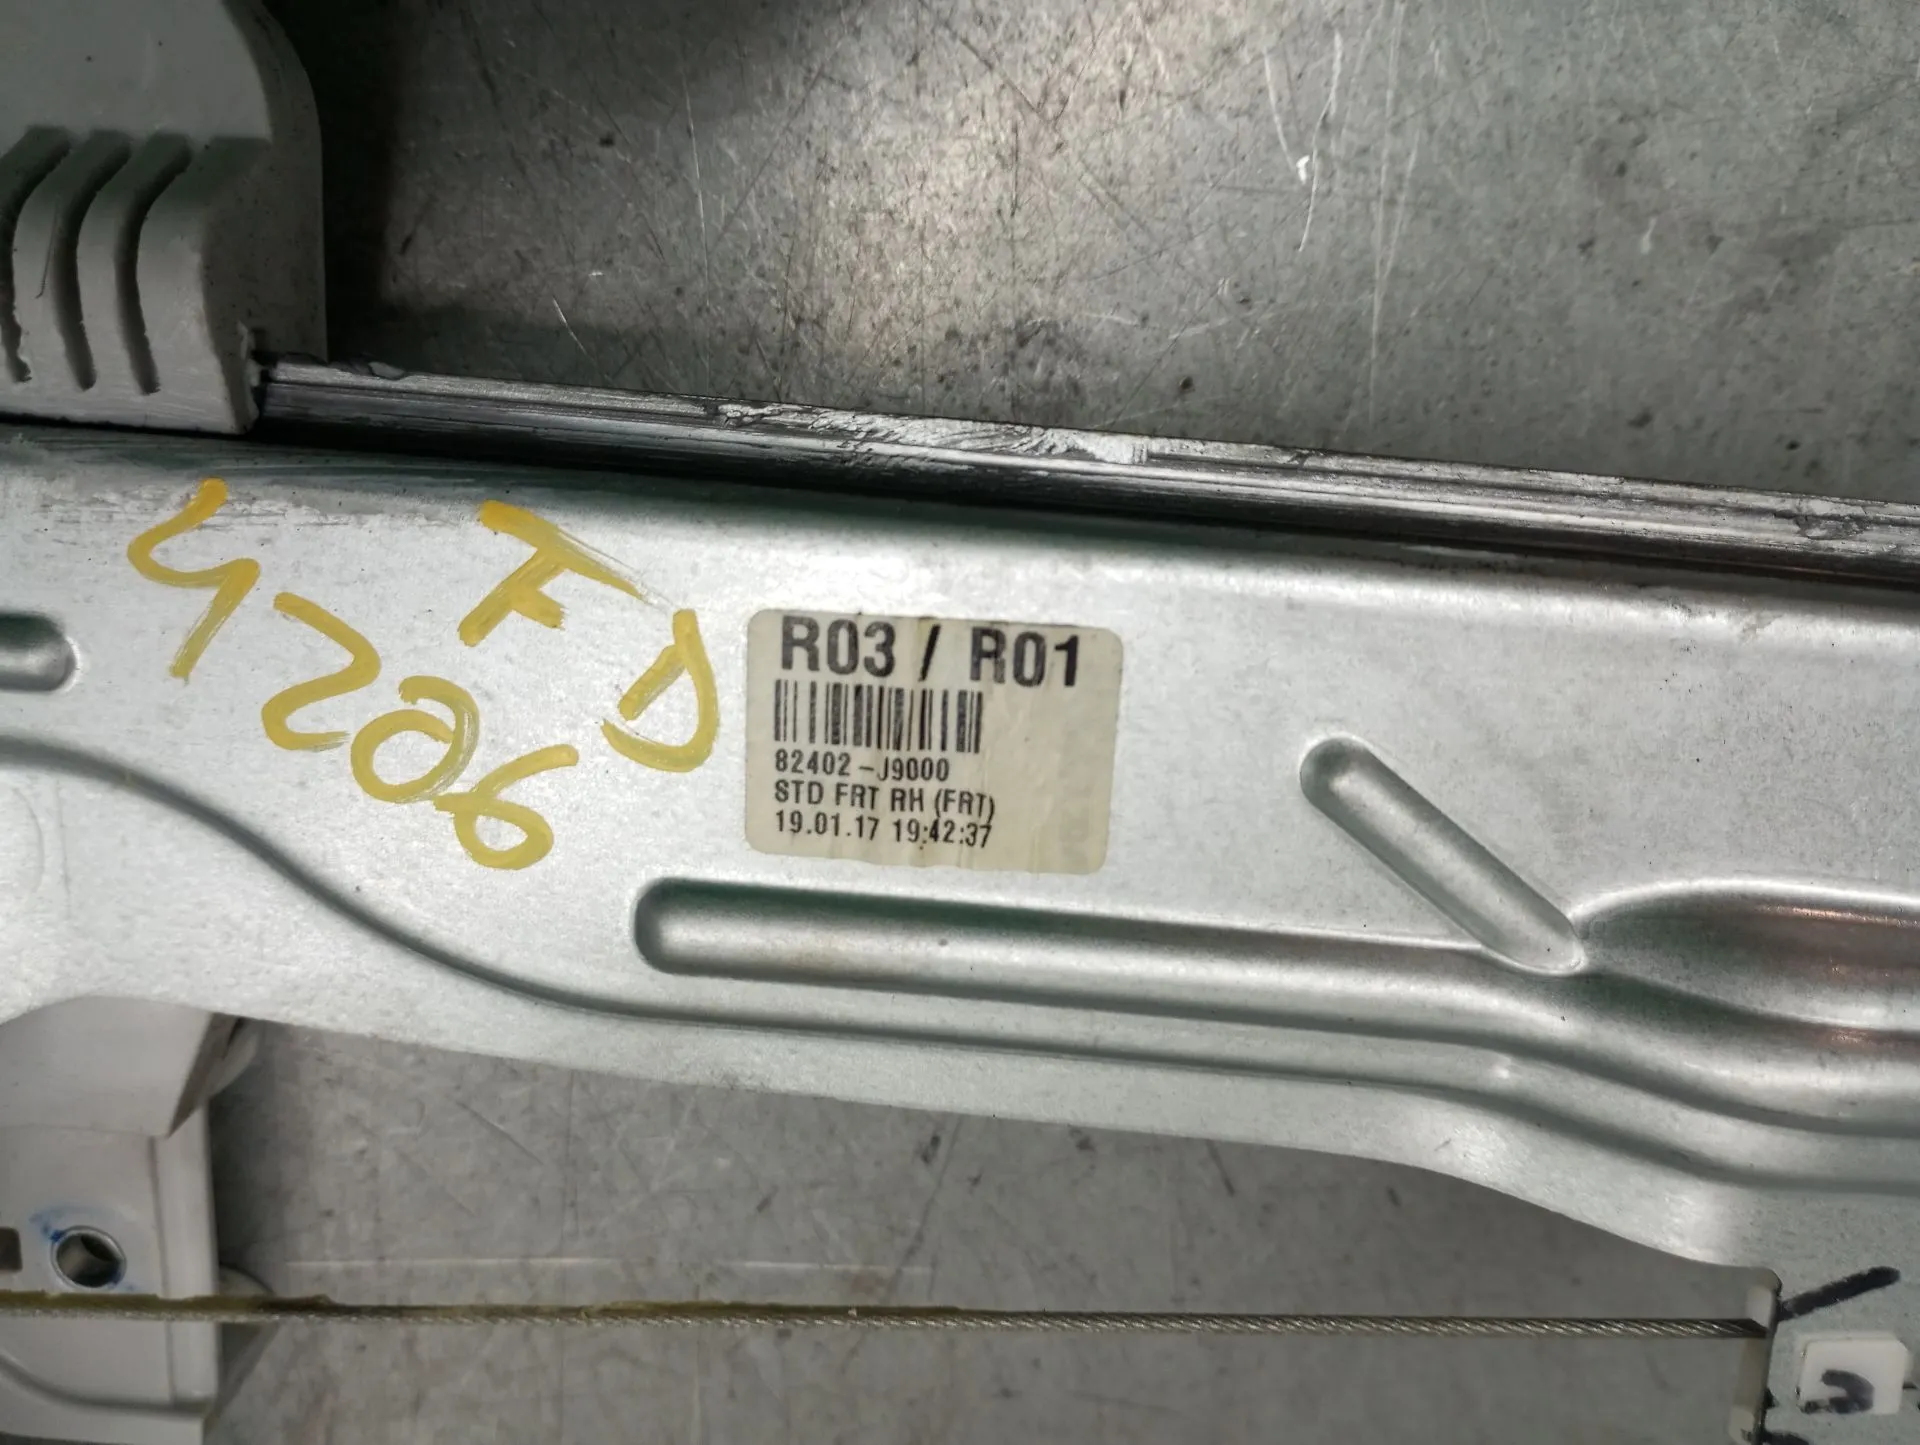 4206
FD
R03 / R01
82402-J9000
STD FRT RH (FRT)
19.01.17 19:42:37